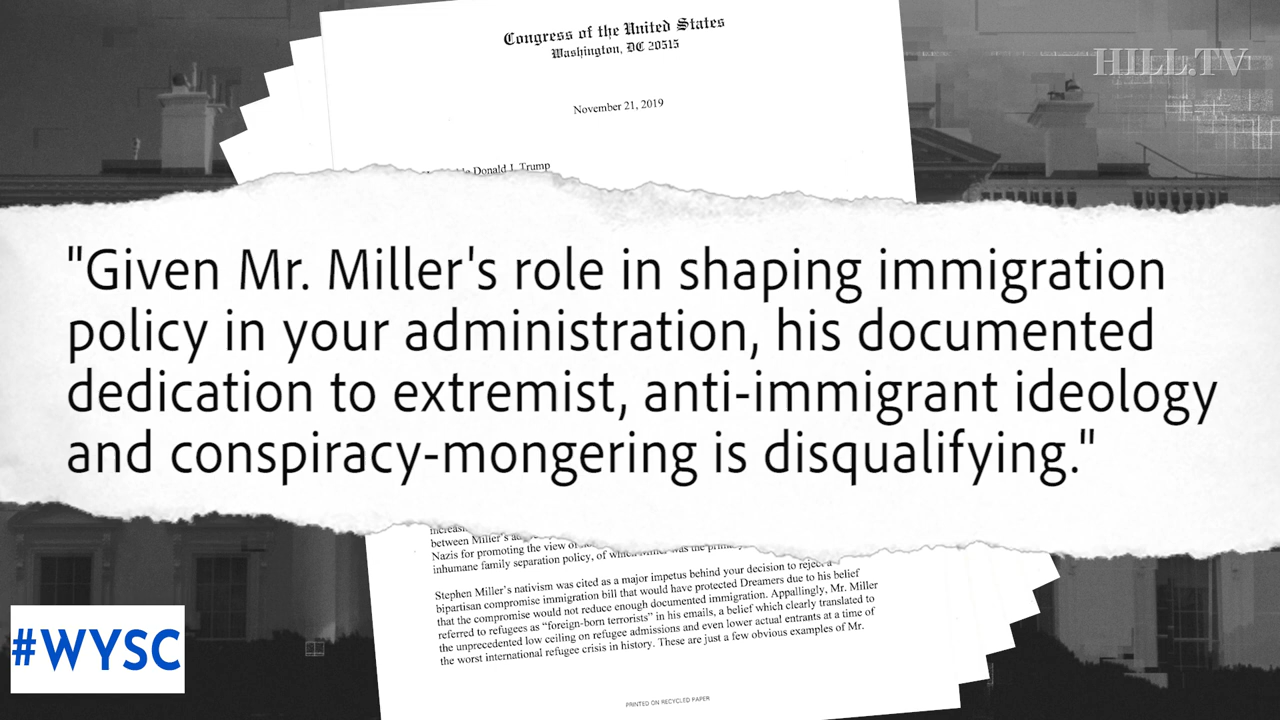 Congress of the United States
Washington, DC 20515
HILL.TV
November 21, 2019
Donald J. Trump
"Given Mr. Miller's role in shaping immigration
policy in your administration, his documented
dedication to extremist, anti-immigrant ideology
and conspiracy-mongering is disqualifying."
between Miller's
Nazis for promoting the view of
inhumane family separation policy, of which Miller was the
Stephen Miller's nativism was cited as a major impetus behind your decision to reject a
bipartisan compromise immigration bill that would have protected Dreamers due to his belief
that the compromise would not reduce enough documented immigration. Appallingly, Mr. Miller
referred to refugees as “foreign-born terrorists” in his emails, a belief which clearly translated to
the unprecedented low ceiling on refugee admissions and even lower actual entrants at a time of
the worst international refugee crisis in history. These are just a few obvious examples of Mr.
#WYSC
PRINTED ON RECYCLED PAPER